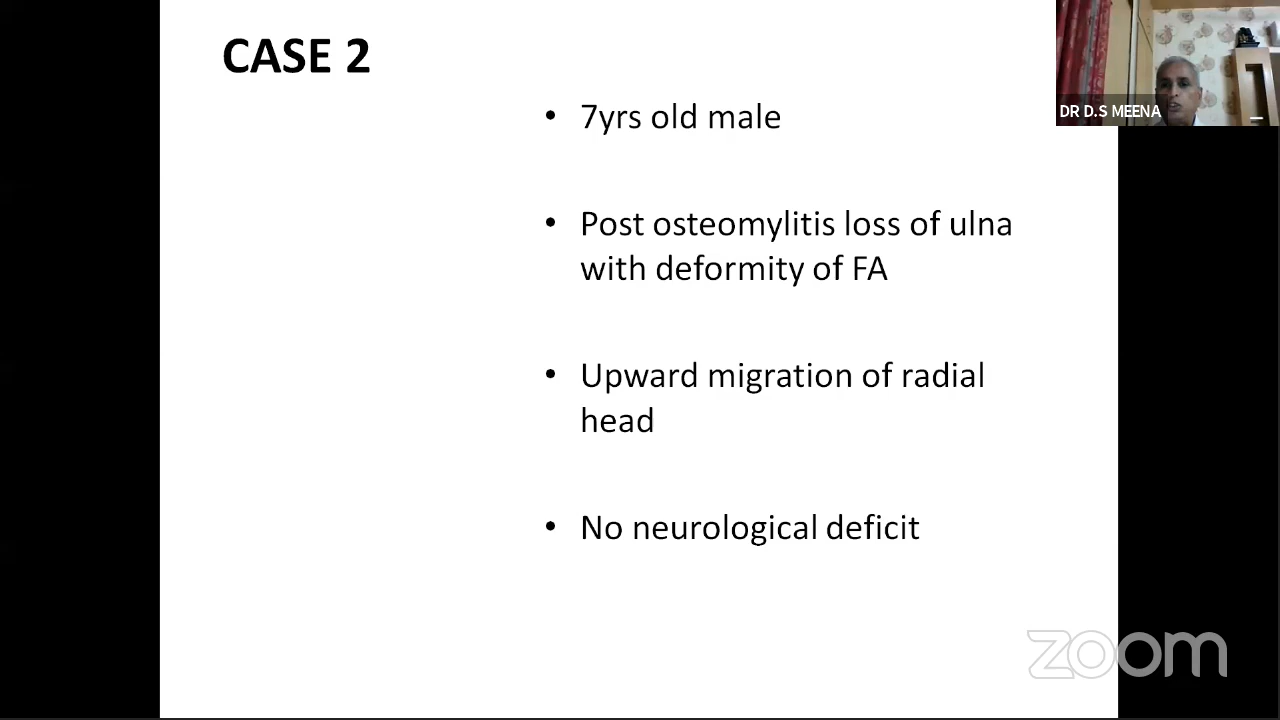 CASE 2
• 7yrs old male
• Post osteomylitis loss of ulna
with deformity of FA
• Upward migration of radial
head
• No neurological deficit
DR D.S MEENA
zoom